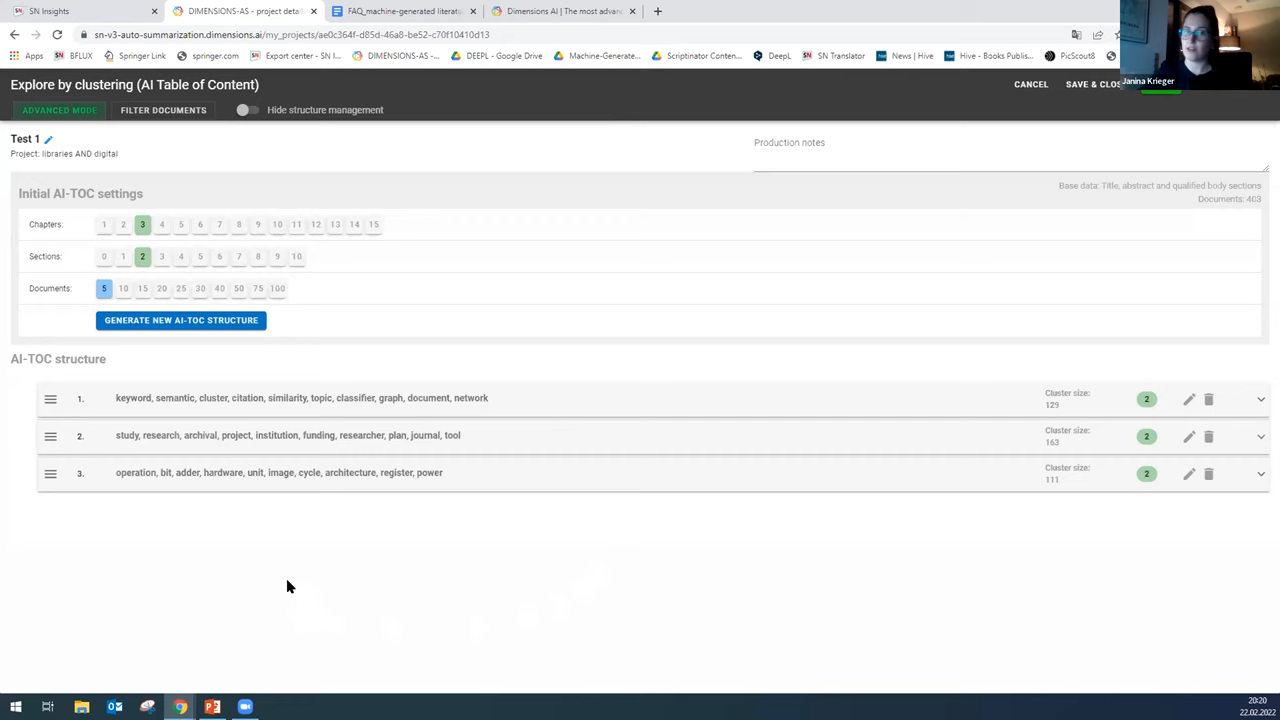 SN Insights
DIMENSIONS-AS - project detai
FAQ_machine-generated literat
Dimensions AI | The most advan
sn-v3-auto-summarization.dimensions.ai/my_projects/ae0c364f-d85d-46a8-be52-c70f10410d13
Apps
BFLUX
Springer Link
springer.com
Export center - SN i...
DIMENSIONS-AS -...
DEEPL - Google Drive
Machine-Generate...
Scriptinator Conten...
DeepL
SN Translator
News | Hive
Hive - Books Publis...
PicScout8
Janina Krieger
Explore by clustering (AI Table of Content)
CANCEL
SAVE & CLOS
ADVANCED MODE
FILTER DOCUMENTS
Hide structure management
Test 1
Project: libraries AND digital
Production notes
Initial AI-TOC settings
Base data: Title, abstract and qualified body sections
Documents: 403
Chapters: 1 2 3 4 5 6 7 8 9 10 11 12 13 14 15
Sections: 0 1 2 3 4 5 6 7 8 9 10
Documents: 5 10 15 20 25 30 40 50 75 100
GENERATE NEW AI-TOC STRUCTURE
AI-TOC structure
1. keyword, semantic, cluster, citation, similarity, topic, classifier, graph, document, network
Cluster size:
129
2
2. study, research, archival, project, institution, funding, researcher, plan, journal, tool
Cluster size:
163
2
3. operation, bit, adder, hardware, unit, image, cycle, architecture, register, power
Cluster size:
111
2
20:20
22.02.2022